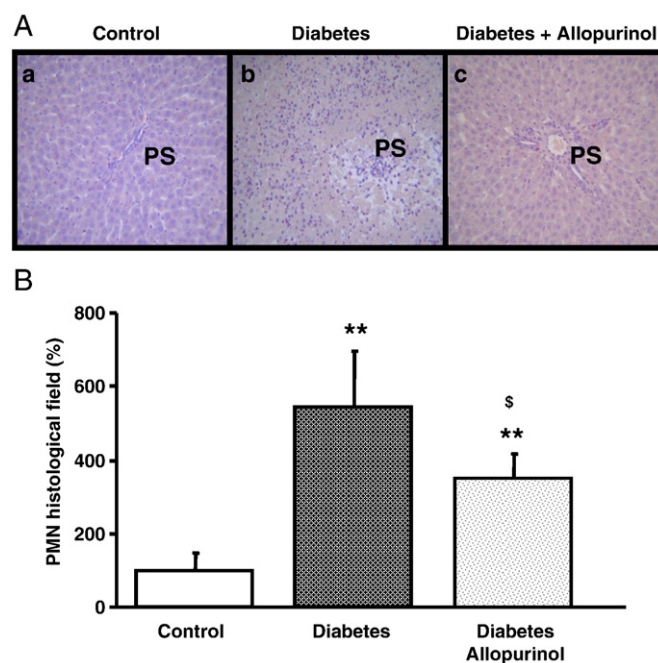 A
Control Diabetes Diabetes + Allopurinol
a b c
PS PS PS
B
PMN histological field (%)
800
600
400
200
0
**
$
**
Control Diabetes Diabetes
Allopurinol